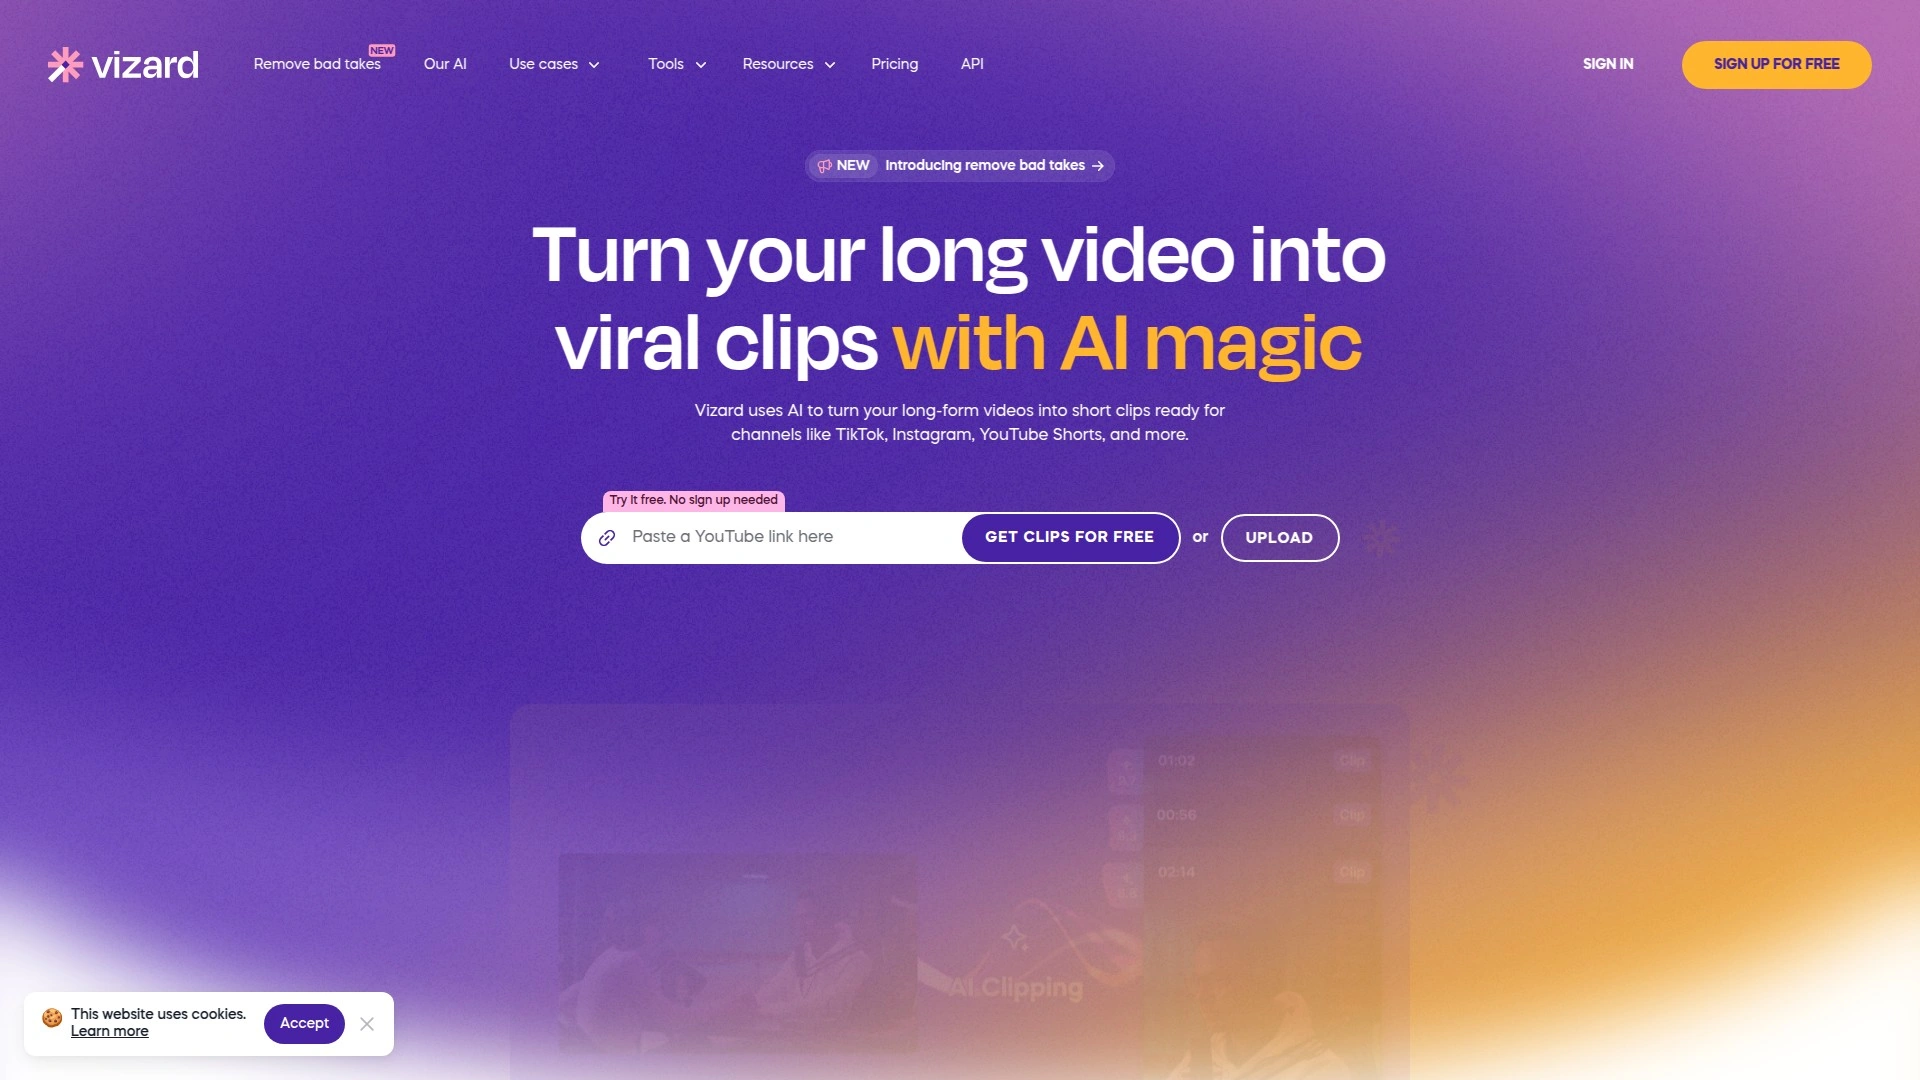 vizard
Remove bad takes
NEW
Our AI
Use cases
Tools
Resources
Pricing
API
SIGN IN
SIGN UP FOR FREE
NEW Introducing remove bad takes
Turn your long video into
viral clips with AI magic
Vizard uses AI to turn your long-form videos into short clips ready for
channels like TikTok, Instagram, YouTube Shorts, and more.
Try it free. No sign up needed
Paste a YouTube link here
GET CLIPS FOR FREE
or
UPLOAD
01:02
Clip
00:56
Clip
02:14
Clip
AI Clipping
This website uses cookies.
Learn more
Accept